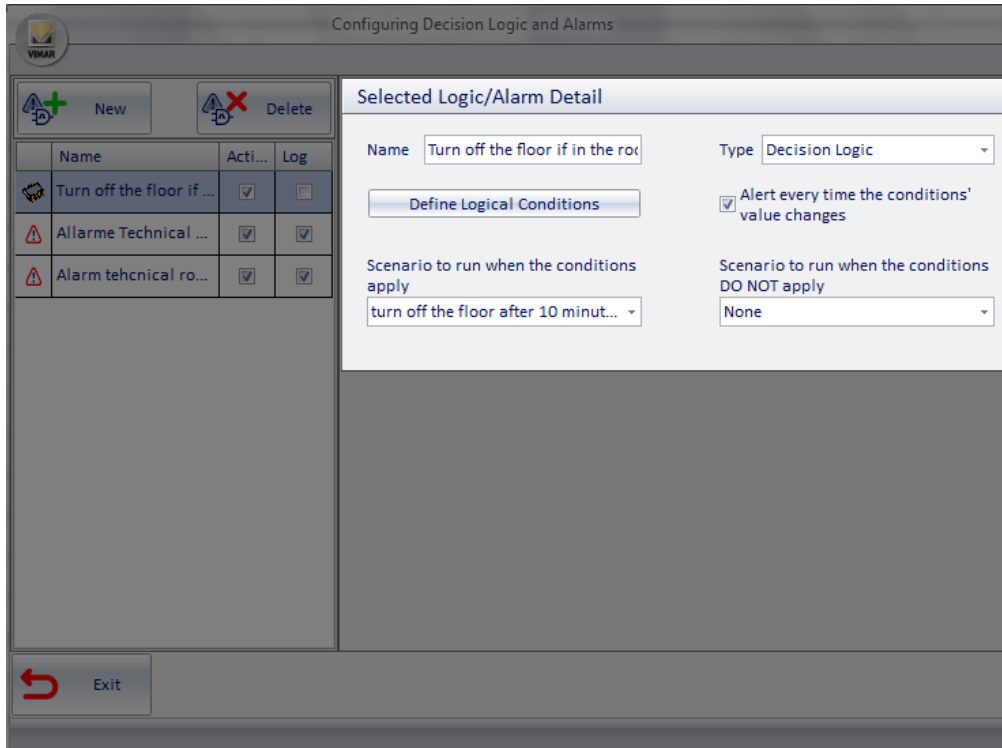 Configuring Decision Logic and Alarms
VIMAR
New
Delete
Name Acti... Log
Turn off the floor if ...
Allarme Technical ...
Alarm tehcnical ro...
Selected Logic/Alarm Detail
Name Turn off the floor if in the roo
Type Decision Logic
Define Logical Conditions
Alert every time the conditions'
value changes
Scenario to run when the conditions
apply
turn off the floor after 10 minut...
Scenario to run when the conditions
DO NOT apply
None
Exit